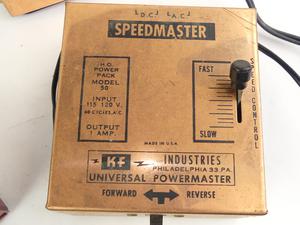 D.C. A.C.
SPEEDMASTER
H.O.
POWER
PACK
MODEL
50
INPUT
115 120 V.
60 CYCLES, A.C.
OUTPUT
1 AMP.
FAST
SLOW
SPEED CONTROL
MADE IN U.S.A.
KF INDUSTRIES
PHILADELPHIA 33 PA.
UNIVERSAL POWERMASTER
FORWARD REVERSE